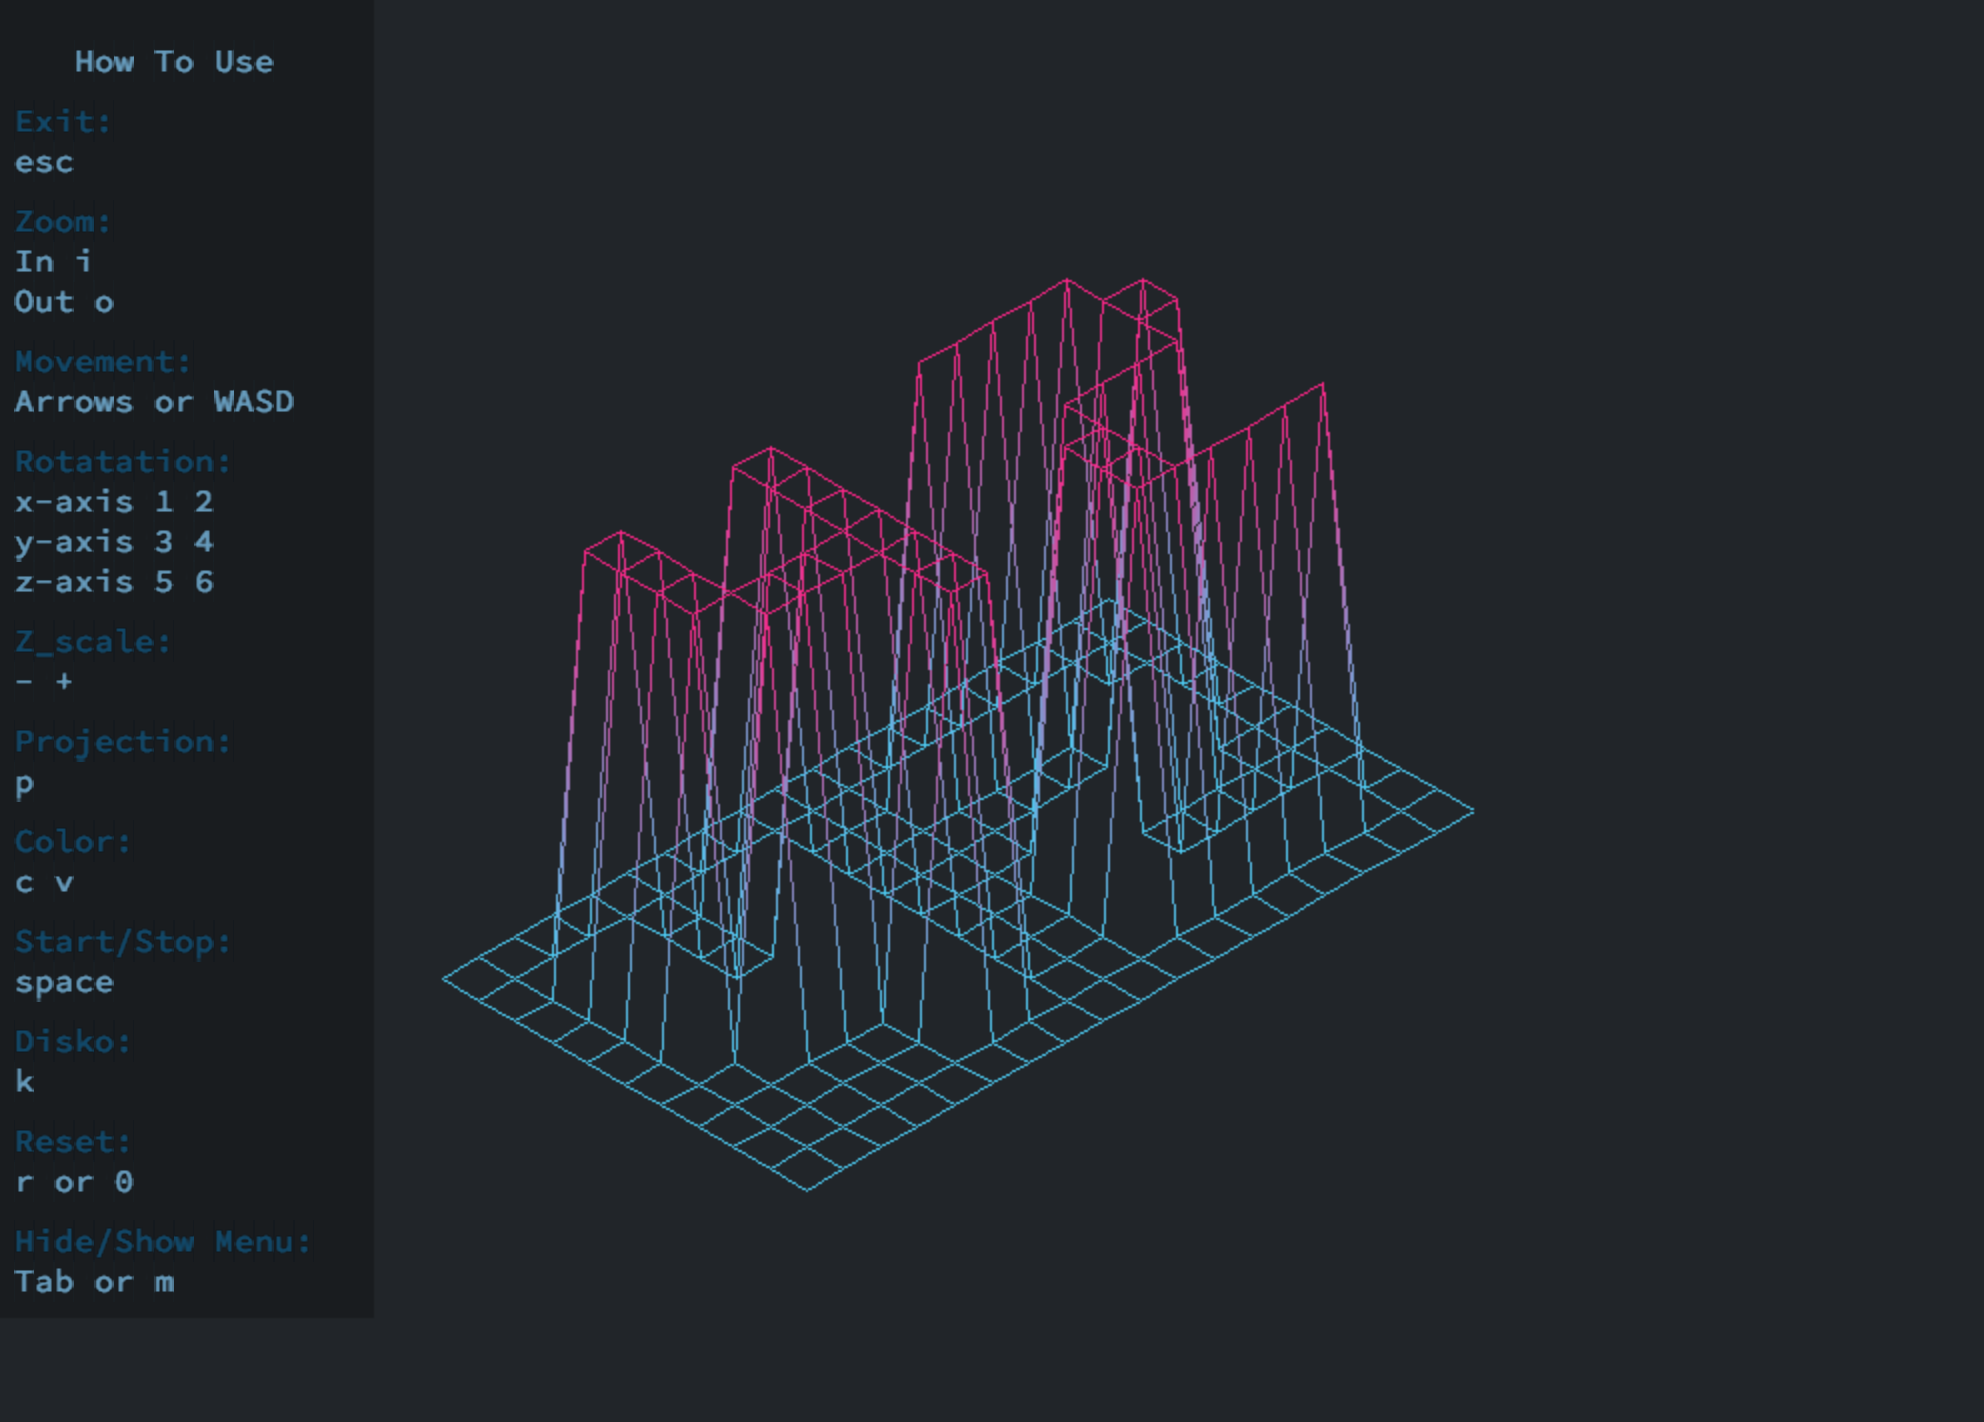 How To Use
Exit:
esc
Zoom:
In i
Out o
Movement:
Arrows or WASD
Rotatation:
x-axis 1 2
y-axis 3 4
z-axis 5 6
Z_scale:
- +
Projection:
p
Color:
c v
Start/Stop:
space
Disko:
k
Reset:
r or 0
Hide/Show Menu:
Tab or m